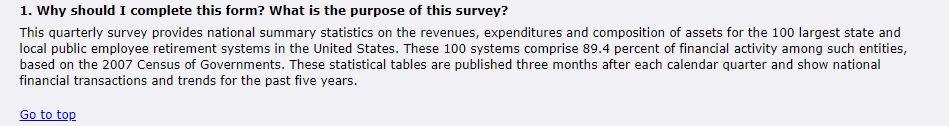 1. Why should I complete this form? What is the purpose of this survey?
This quarterly survey provides national summary statistics on the revenues, expenditures and composition of assets for the 100 largest state and
local public employee retirement systems in the United States. These 100 systems comprise 89.4 percent of financial activity among such entities,
based on the 2007 Census of Governments. These statistical tables are published three months after each calendar quarter and show national
financial transactions and trends for the past five years.
Go to top